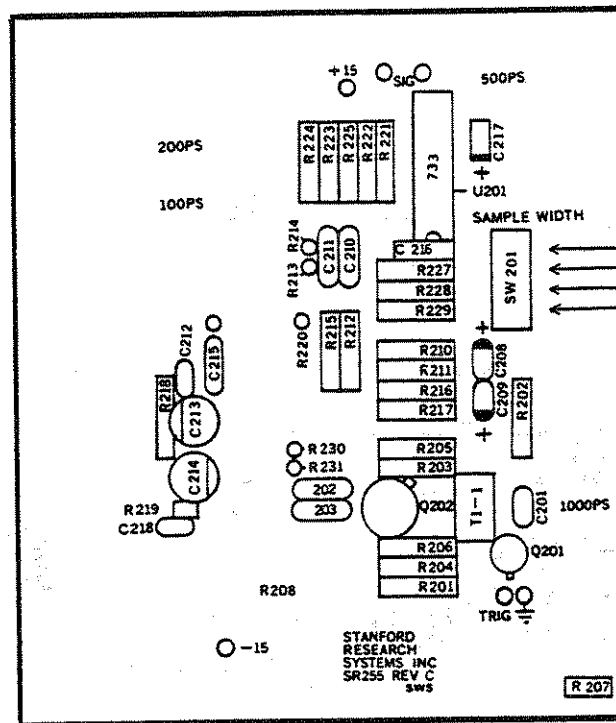 +15
SIG
500PS
R224
R223
R225
R222
R221
733
C217
+
200PS
U201
100PS
SAMPLE WIDTH
R214
R213
C211
C210
C 216
R227
R228
R229
SW 201
C212
C215
R220
R215
R212
+
R210
R211
R216
R217
C208
C209
R202
+
R218
C213
C214
R230
R231
R205
R203
202
203
Q202
T1-1
C201
1000PS
R219
C218
R206
R204
R201
Q201
R208
TRIG
-15
STANFORD
RESEARCH
SYSTEMS INC
SR255 REV C
sws
R 207